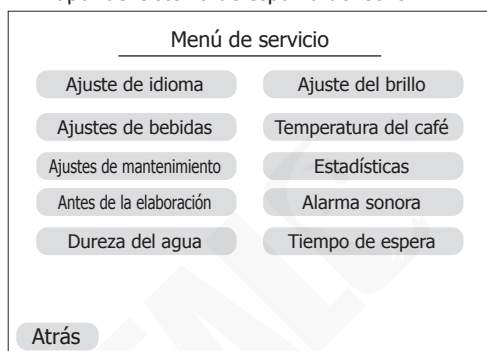 Menú de servicio
Ajuste de idioma
Ajuste del brillo
Ajustes de bebidas
Temperatura del café
Ajustes de mantenimiento
Estadísticas
Antes de la elaboración
Alarma sonora
Dureza del agua
Tiempo de espera
Atrás